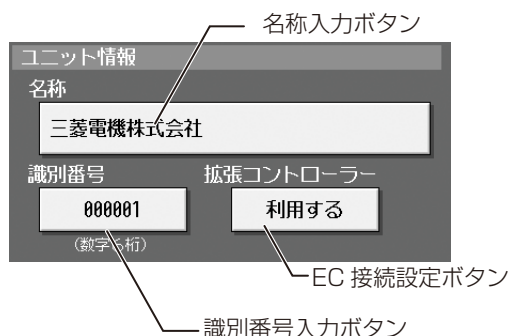 名称入力ボタン
ユニット情報
名称
三菱電機株式会社
識別番号
拡張コントローラー
000001
利用する
(数字6桁)
EC 接続設定ボタン
識別番号入力ボタン